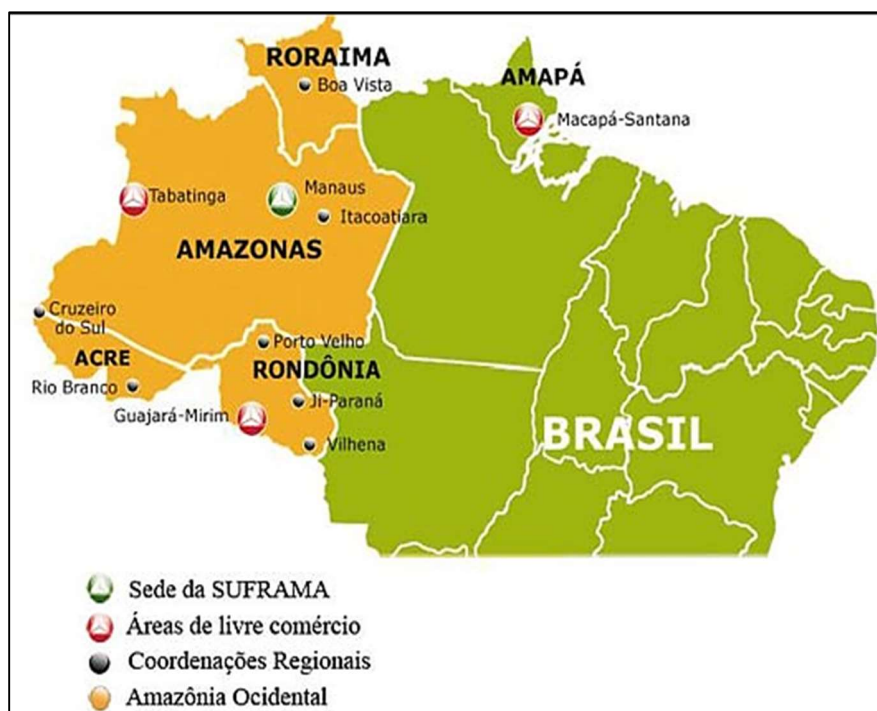 RORAIMA
Boa Vista
AMAPÁ
Macapá-Santana
Tabatinga
Manaus
Itacoatiara
AMAZONAS
Cruzeiro
do Sul
Porto Velho
ACRE
RONDÔNIA
Rio Branco
Ji-Paraná
Guajará-Mirim
Vilhena
BRASIL
Sede da SUFRAMA
Áreas de livre comércio
Coordenações Regionais
Amazônia Ocidental